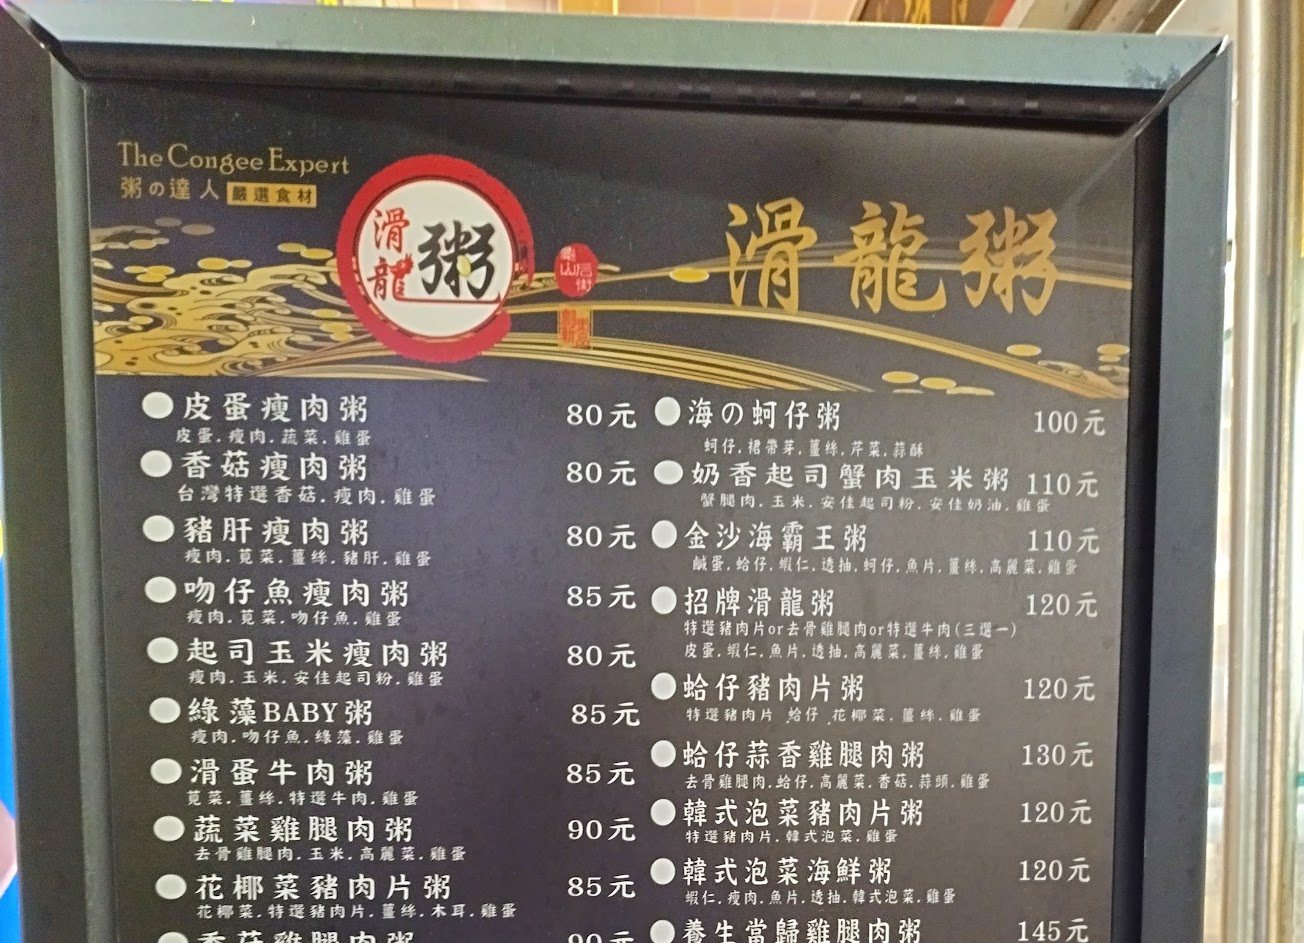 The Congee Expert
粥の達人 嚴選食材
滑龍 粥
滑龍粥
皮蛋瘦肉粥 80元
皮蛋.瘦肉.蔬菜.雞蛋
香菇瘦肉粥 80元
台灣特選香菇.瘦肉.雞蛋
豬肝瘦肉粥 80元
瘦肉.莧菜.薑絲.豬肝.雞蛋
吻仔魚瘦肉粥 85元
瘦肉.莧菜.吻仔魚.雞蛋
起司玉米瘦肉粥 80元
瘦肉.玉米.安佳起司粉.雞蛋
綠藻BABY粥 85元
瘦肉.吻仔魚.綠藻.雞蛋
滑蛋牛肉粥 85元
莧菜.薑絲.特選牛肉.雞蛋
蔬菜雞腿肉粥 90元
去骨雞腿肉.玉米.高麗菜.雞蛋
花椰菜豬肉片粥 85元
花椰菜.特選豬肉片.薑絲.木耳.雞蛋
香菇雞腿肉粥 90元
海の蚵仔粥 100元
蚵仔.裙帶芽.薑絲.芹菜.蒜酥
奶香起司蟹肉玉米粥 110元
蟹腿肉.玉米.安佳起司粉.安佳奶油.雞蛋
金沙海霸王粥 110元
鹹蛋.蛤仔.蝦仁.透抽.蚵仔.魚片.薑絲.高麗菜.雞蛋
招牌滑龍粥 120元
特選豬肉片or去骨雞腿肉or特選牛肉(三選一)
皮蛋.蝦仁.魚片.透抽.高麗菜.薑絲.雞蛋
蛤仔豬肉片粥 120元
特選豬肉片 蛤仔.花椰菜.薑絲.雞蛋
蛤仔蒜香雞腿肉粥 130元
去骨雞腿肉.蛤仔.高麗菜.香菇.蒜頭.雞蛋
韓式泡菜豬肉片粥 120元
特選豬肉片.韓式泡菜.雞蛋
韓式泡菜海鮮粥 120元
蝦仁.瘦肉.魚片.透抽.韓式泡菜.雞蛋
養生當歸雞腿肉粥 145元